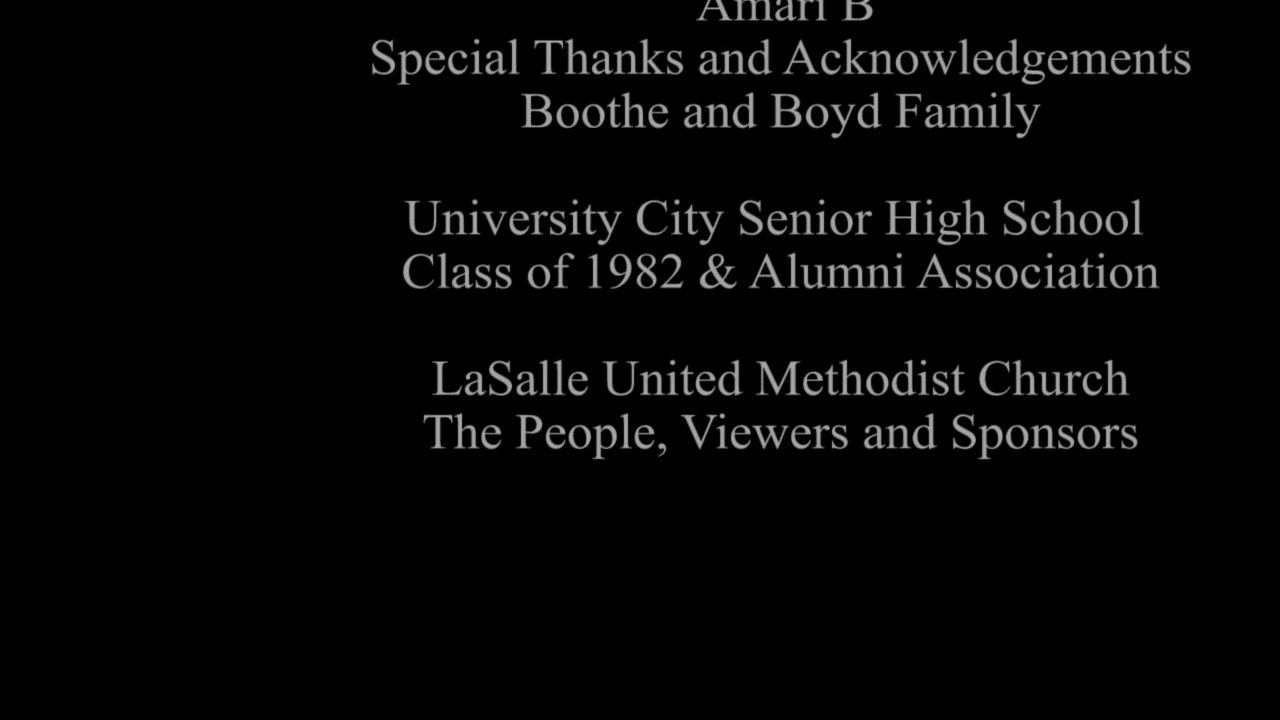 Amari B
Special Thanks and Acknowledgements
Boothe and Boyd Family
University City Senior High School
Class of 1982 & Alumni Association
LaSalle United Methodist Church
The People, Viewers and Sponsors